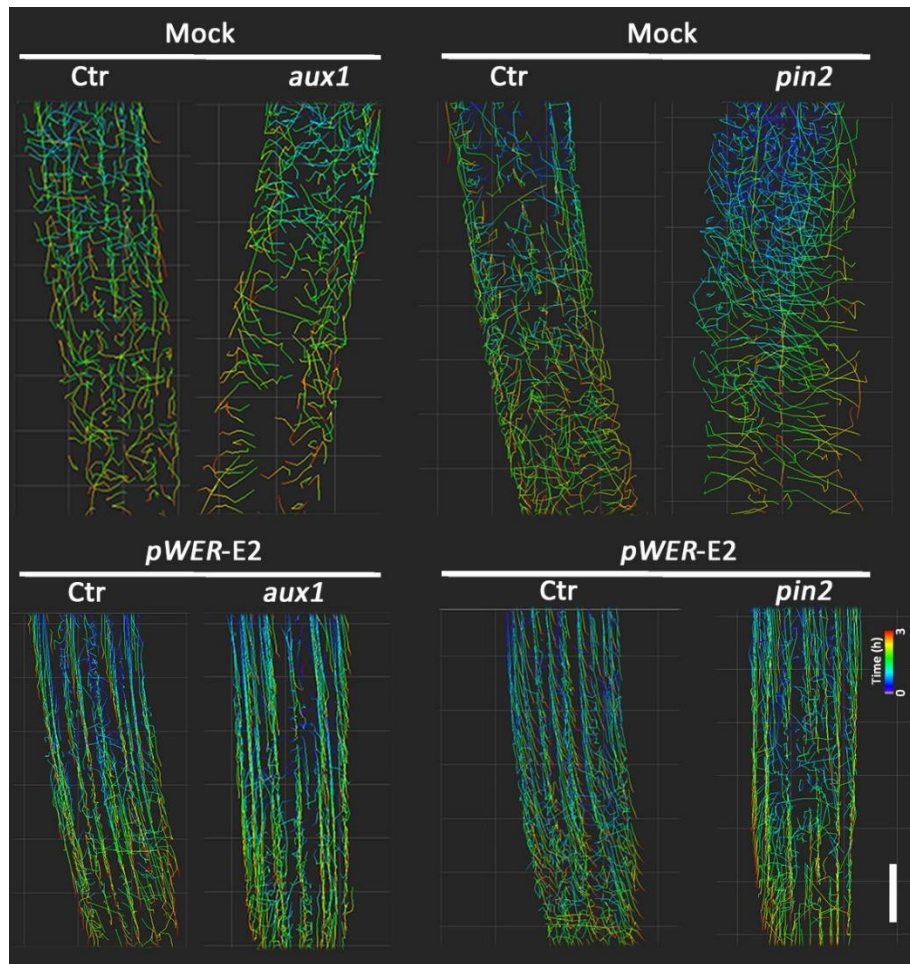 Mock
Mock
Ctr
aux1
Ctr
pin2
pWER-E2
pWER-E2
Ctr
aux1
Ctr
pin2
Time (h)
3
0